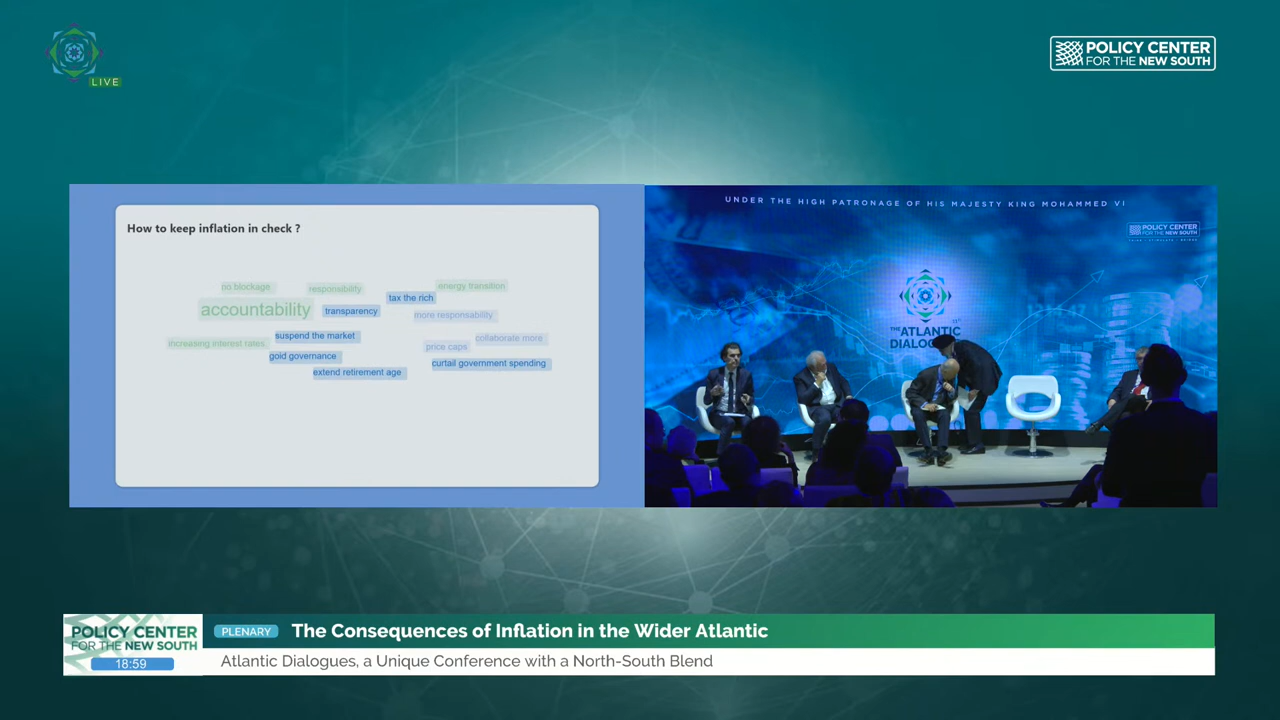 LIVE
POLICY CENTER
FOR THE NEW SOUTH
How to keep inflation in check ?
no blockage
responsibility
energy transition
tax the rich
accountability
transparency
more responsability
suspend the market
collaborate more
increasing interest rates.
price caps
goid governance
curtail government spending
extend retirement age
UNDER THE HIGH PATRONAGE OF HIS MAJESTY KING MOHAMMED VI
POLICY CENTER
FOR THE NEW SOUTH
THE ATLANTIC
POLICY CENTER
FOR THE NEW SOUTH
18:59
PLENARY
The Consequences of Inflation in the Wider Atlantic
Atlantic Dialogues, a Unique Conference with a North-South Blend